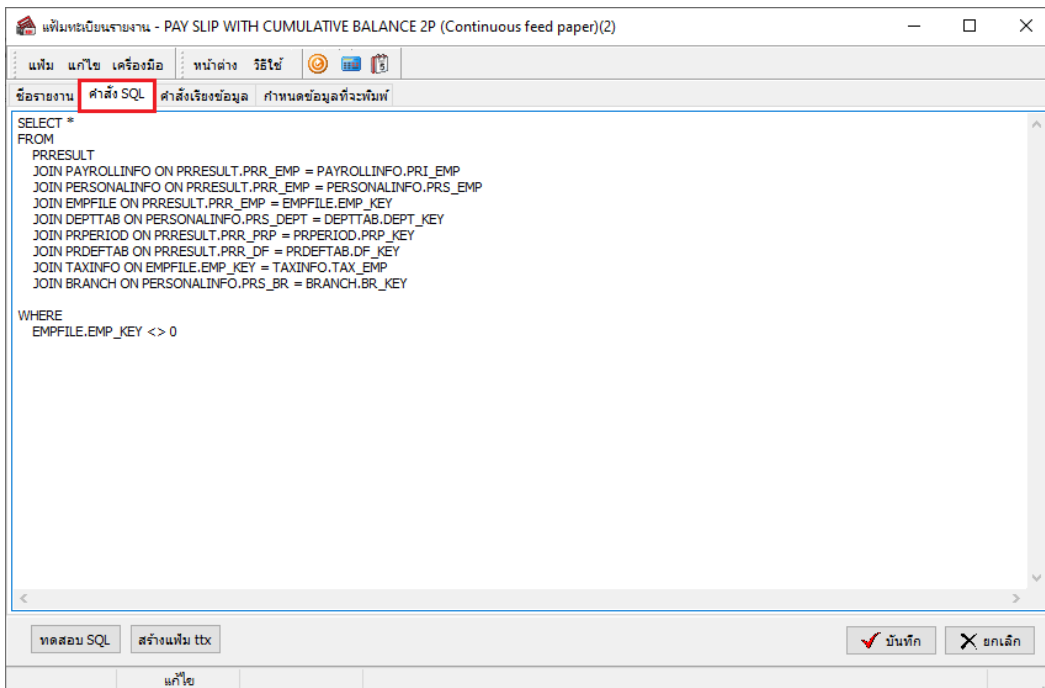 แฟ้มทะเบียนรายงาน - PAY SLIP WITH CUMULATIVE BALANCE 2P (Continuous feed paper)(2)
แฟ้ม แก้ไข เครื่องมือ หน้าต่าง วิธีใช้
ชื่อรายงาน คำสั่ง SQL คำสั่งเรียงข้อมูล กำหนดข้อมูลที่จะพิมพ์
SELECT *
FROM
PRRESULT
JOIN PAYROLLINFO ON PRRESULT.PRR_EMP = PAYROLLINFO.PRI_EMP
JOIN PERSONALINFO ON PRRESULT.PRR_EMP = PERSONALINFO.PRS_EMP
JOIN EMPFILE ON PRRESULT.PRR_EMP = EMPFILE.EMP_KEY
JOIN DEPTTAB ON PERSONALINFO.PRS_DEPT = DEPTTAB.DEPT_KEY
JOIN PRPERIOD ON PRRESULT.PRR_PRP = PRPERIOD.PRP_KEY
JOIN PRDEFTAB ON PRRESULT.PRR_DF = PRDEFTAB.DF_KEY
JOIN TAXINFO ON EMPFILE.EMP_KEY = TAXINFO.TAX_EMP
JOIN BRANCH ON PERSONALINFO.PRS_BR = BRANCH.BR_KEY
WHERE
EMPFILE.EMP_KEY <> 0
ทดสอบ SQL สร้างแฟ้ม ttx บันทึก ยกเลิก
แก้ไข